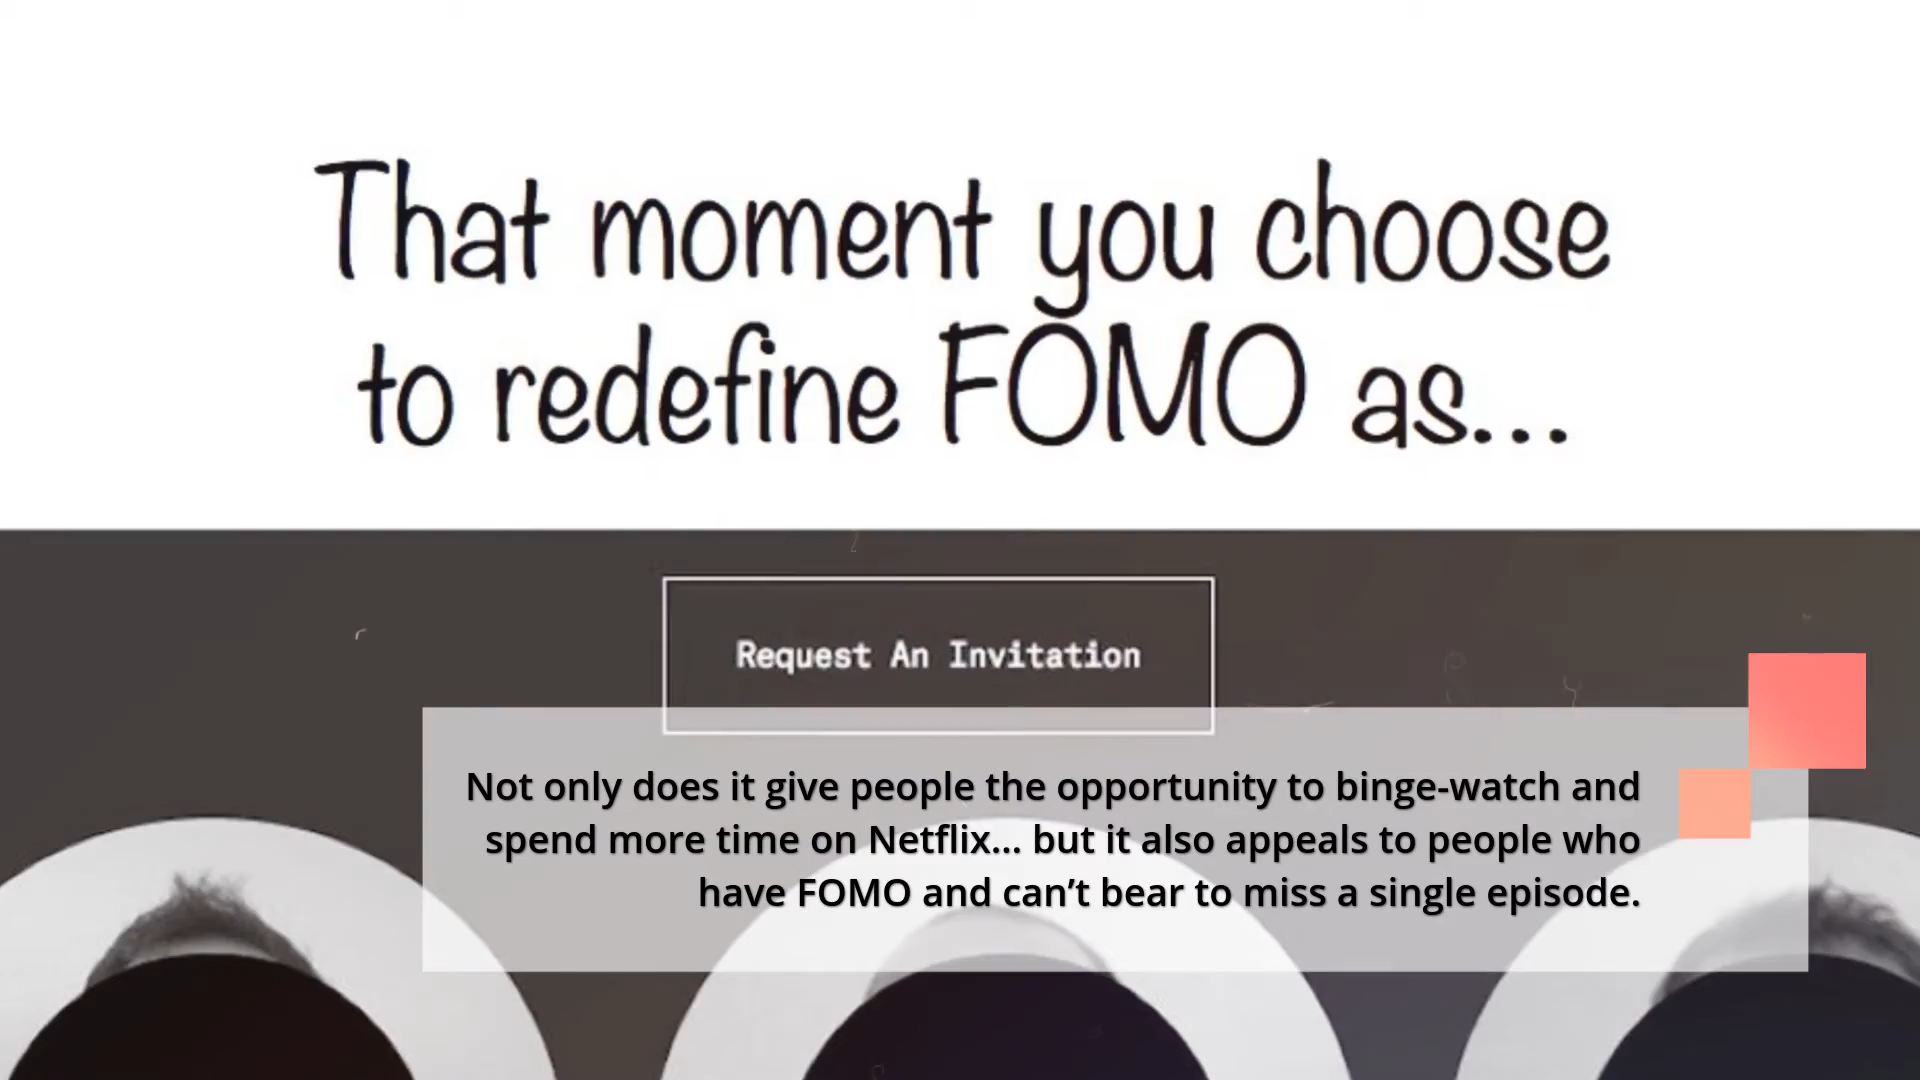 That moment you choose
to redefine FOMO as...
Request An Invitation
Not only does it give people the opportunity to binge-watch and
spend more time on Netflix... but it also appeals to people who
have FOMO and can’t bear to miss a single episode.